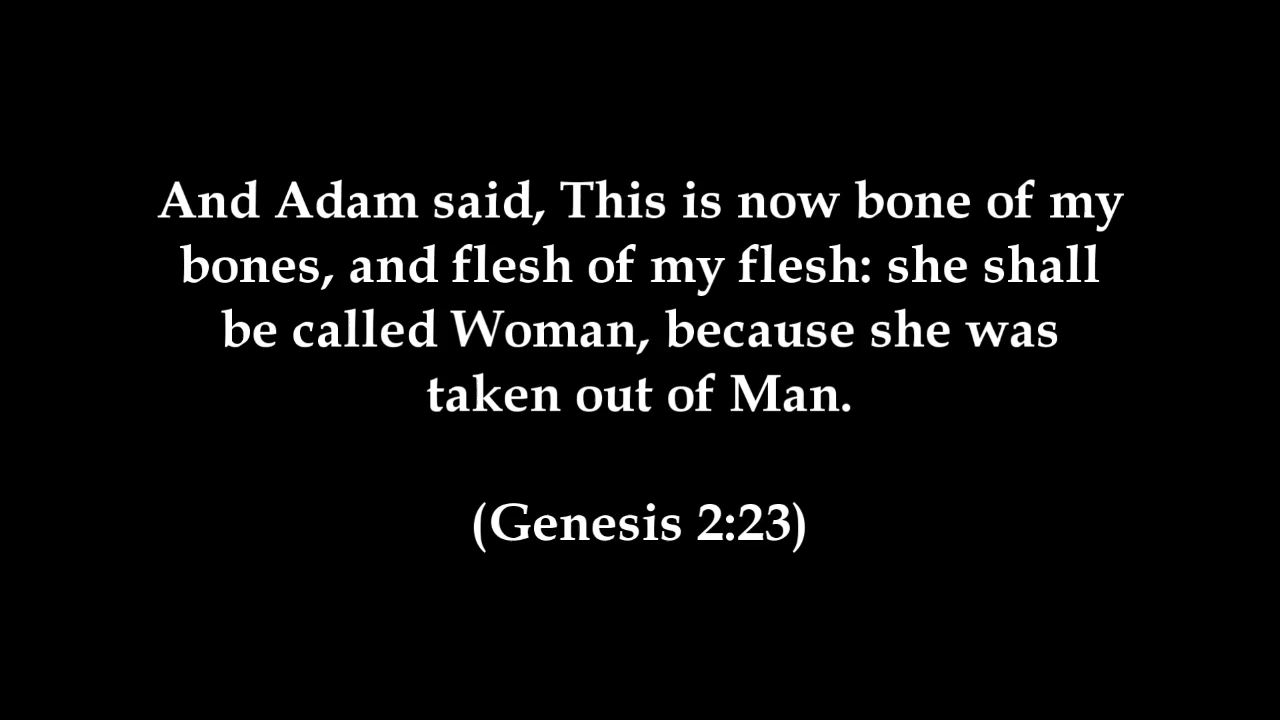 And Adam said, This is now bone of my
bones, and flesh of my flesh: she shall
be called Woman, because she was
taken out of Man.
(Genesis 2:23)